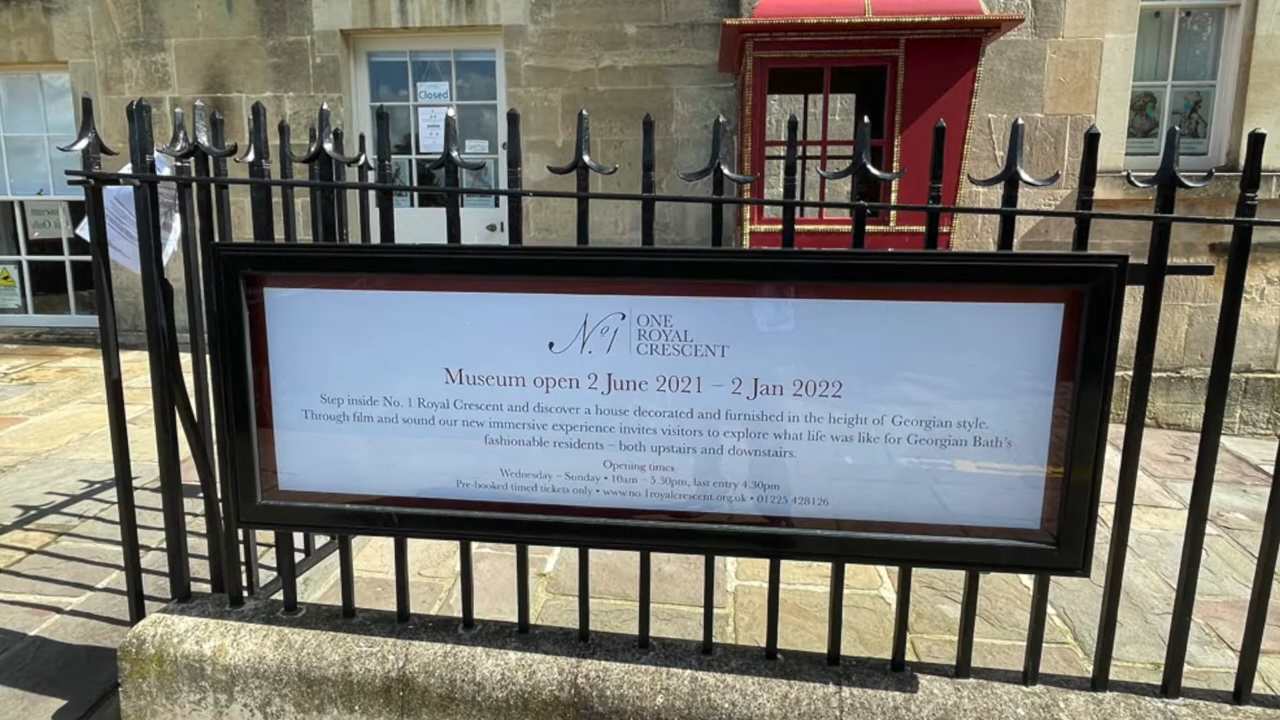 Closed
No.1
ONE
ROYAL
CRESCENT
Museum open 2 June 2021 – 2 Jan 2022
Step inside No. 1 Royal Crescent and discover a house decorated and furnished in the height of Georgian style.
Through film and sound our new immersive experience invites visitors to explore what life was like for Georgian Bath's
fashionable residents – both upstairs and downstairs.
Opening times
Wednesday – Sunday • 10am – 5.30pm, last entry 4.30pm
Pre-booked timed tickets only • www.no1royalcrescent.org.uk • 01225 428126